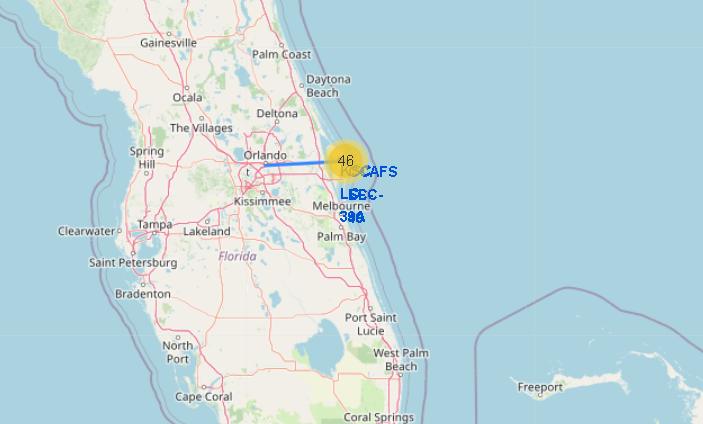 Gainesville
Palm Coast
Daytona
Beach
Ocala
Deltona
The Villages
Spring
Hill
Orlando
46
t
Kissimmee
Melbourne
Tampa
Lakeland
Clearwater
Palm Bay
Saint Petersburg
Florida
Bradenton
Port Saint
Lucie
North
Port
West Palm
Beach
Freeport
Cape Coral
Coral Springs